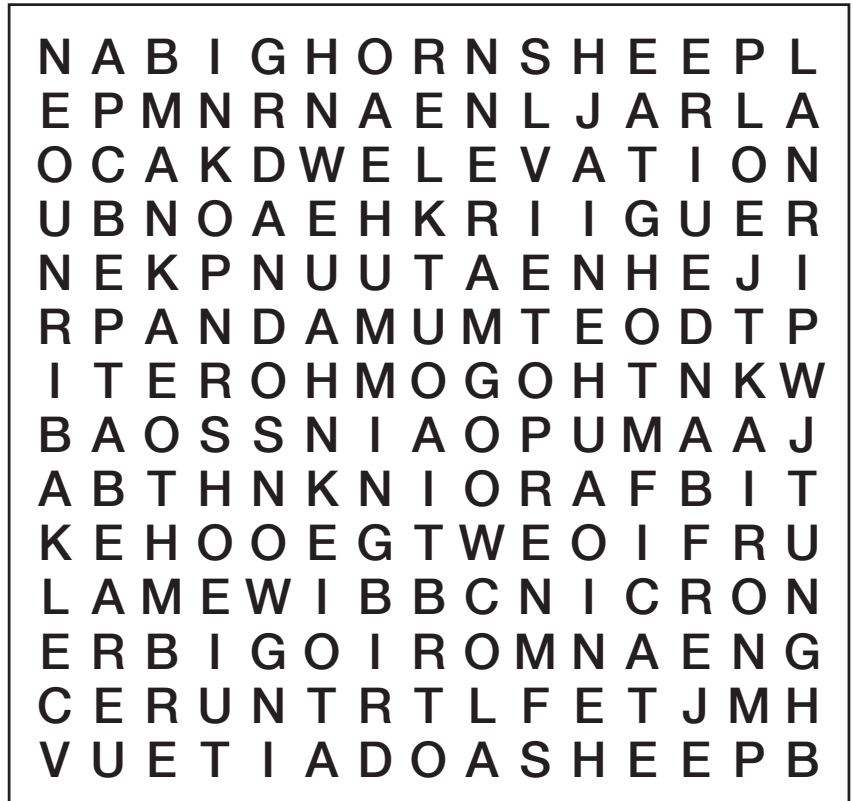 N A B I G H O R N S H E E P L
E P M N R N A E N L J A R L A
O C A K D W E L E V A T I O N
U B N O A E H K R I I G U E R
N E K P N U U T A E N H E J I
R P A N D A M U M T E O D T P
I T E R O H M O G O H T N K W
B A O S S N I A O P U M A A J
A B T H N K N I O R A F B I T
K E H O O E G T W E O I F R U
L A M E W I B B C N I C R O N
E R B I G O I R O M N A E N G
C E R U N T R T L F E T J M H
V U E T I A D O A S H E E P B